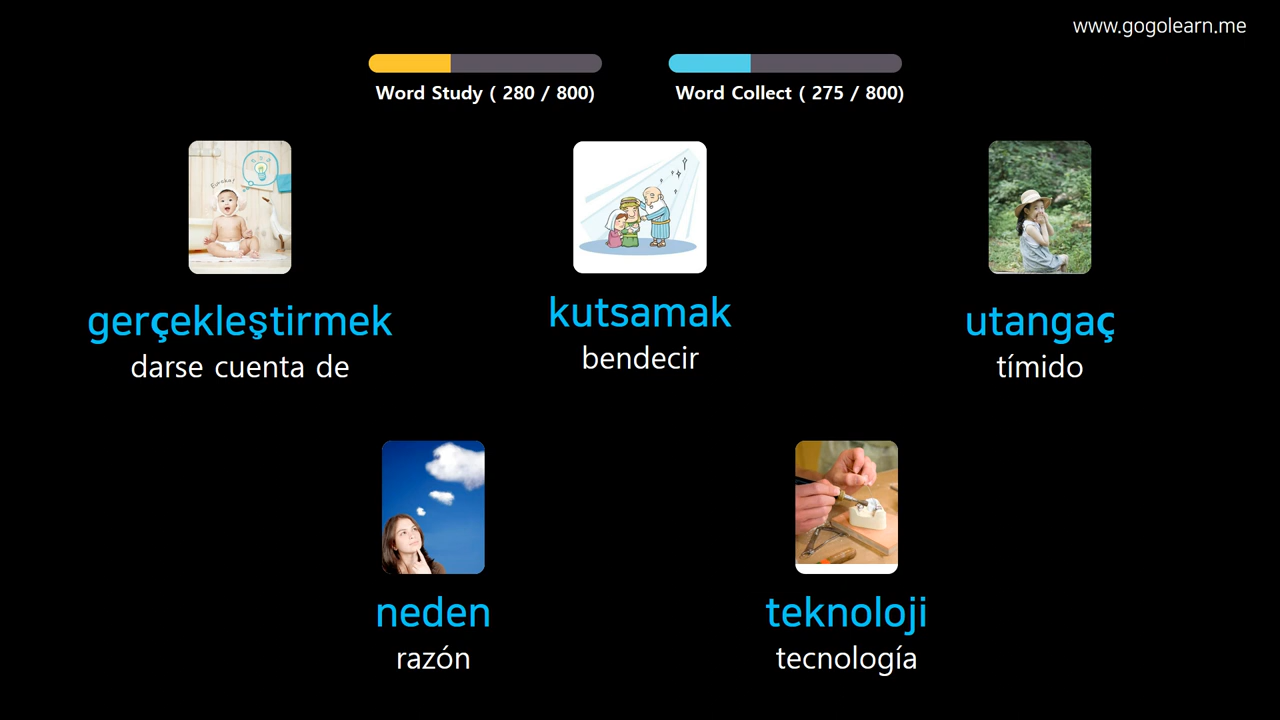 www.gogolearn.me
Word Study ( 280 / 800)
Word Collect ( 275 / 800)
Eureka!
gerçekleştirmek
darse cuenta de
kutsamak
bendecir
utangaç
tímido
neden
razón
teknoloji
tecnología